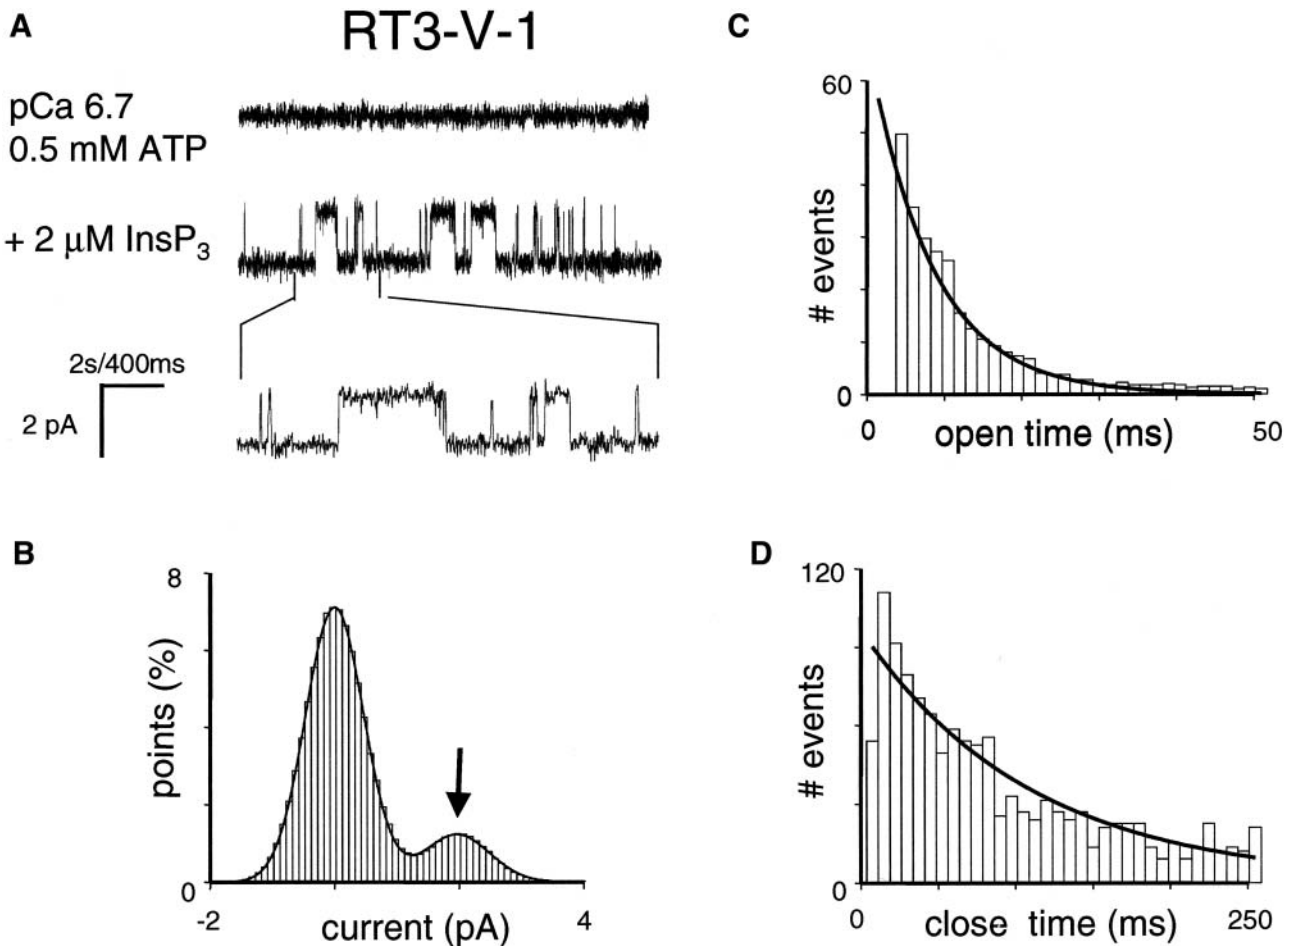 A
RT3-V-1
pCa 6.7
0.5 mM ATP
+ 2 μM InsP3
2s/400ms
2 pA
B
8
points (%)
0
-2
current (pA)
4
C
60
# events
0
0
open time (ms)
50
D
120
# events
0
0
close time (ms)
250